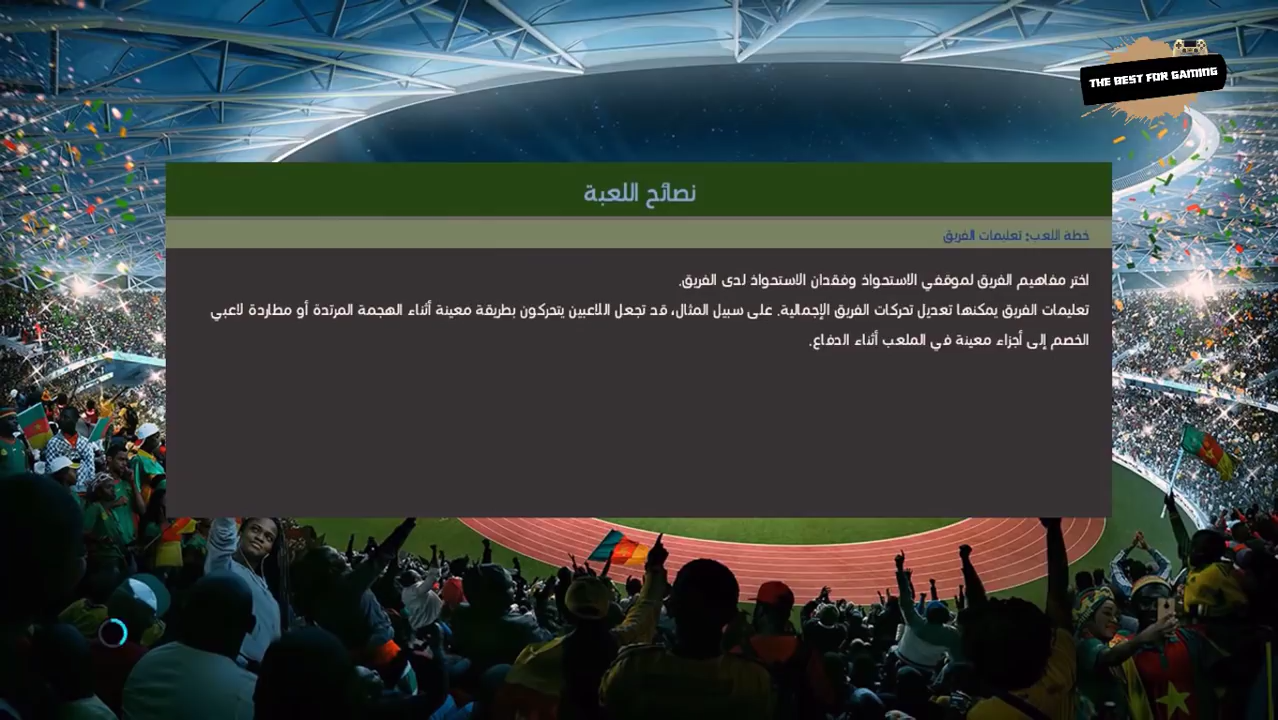 THE BEST FOR GAMING
نصائح اللعبة
خطة اللعب: تعليمات الفريق
اختر مفاهيم الفريق لموقفي الاستحواذ وفقدان الاستحواذ لدى الفريق.
تعليمات الفريق يمكنها تعديل تحركات الفريق الإجمالية. على سبيل المثال، قد تجعل اللاعبين يتحركون بطريقة معينة أثناء الهجمة المرتدة أو مطاردة لاعبي
الخصم إلى أجزاء معينة في الملعب أثناء الدفاع.